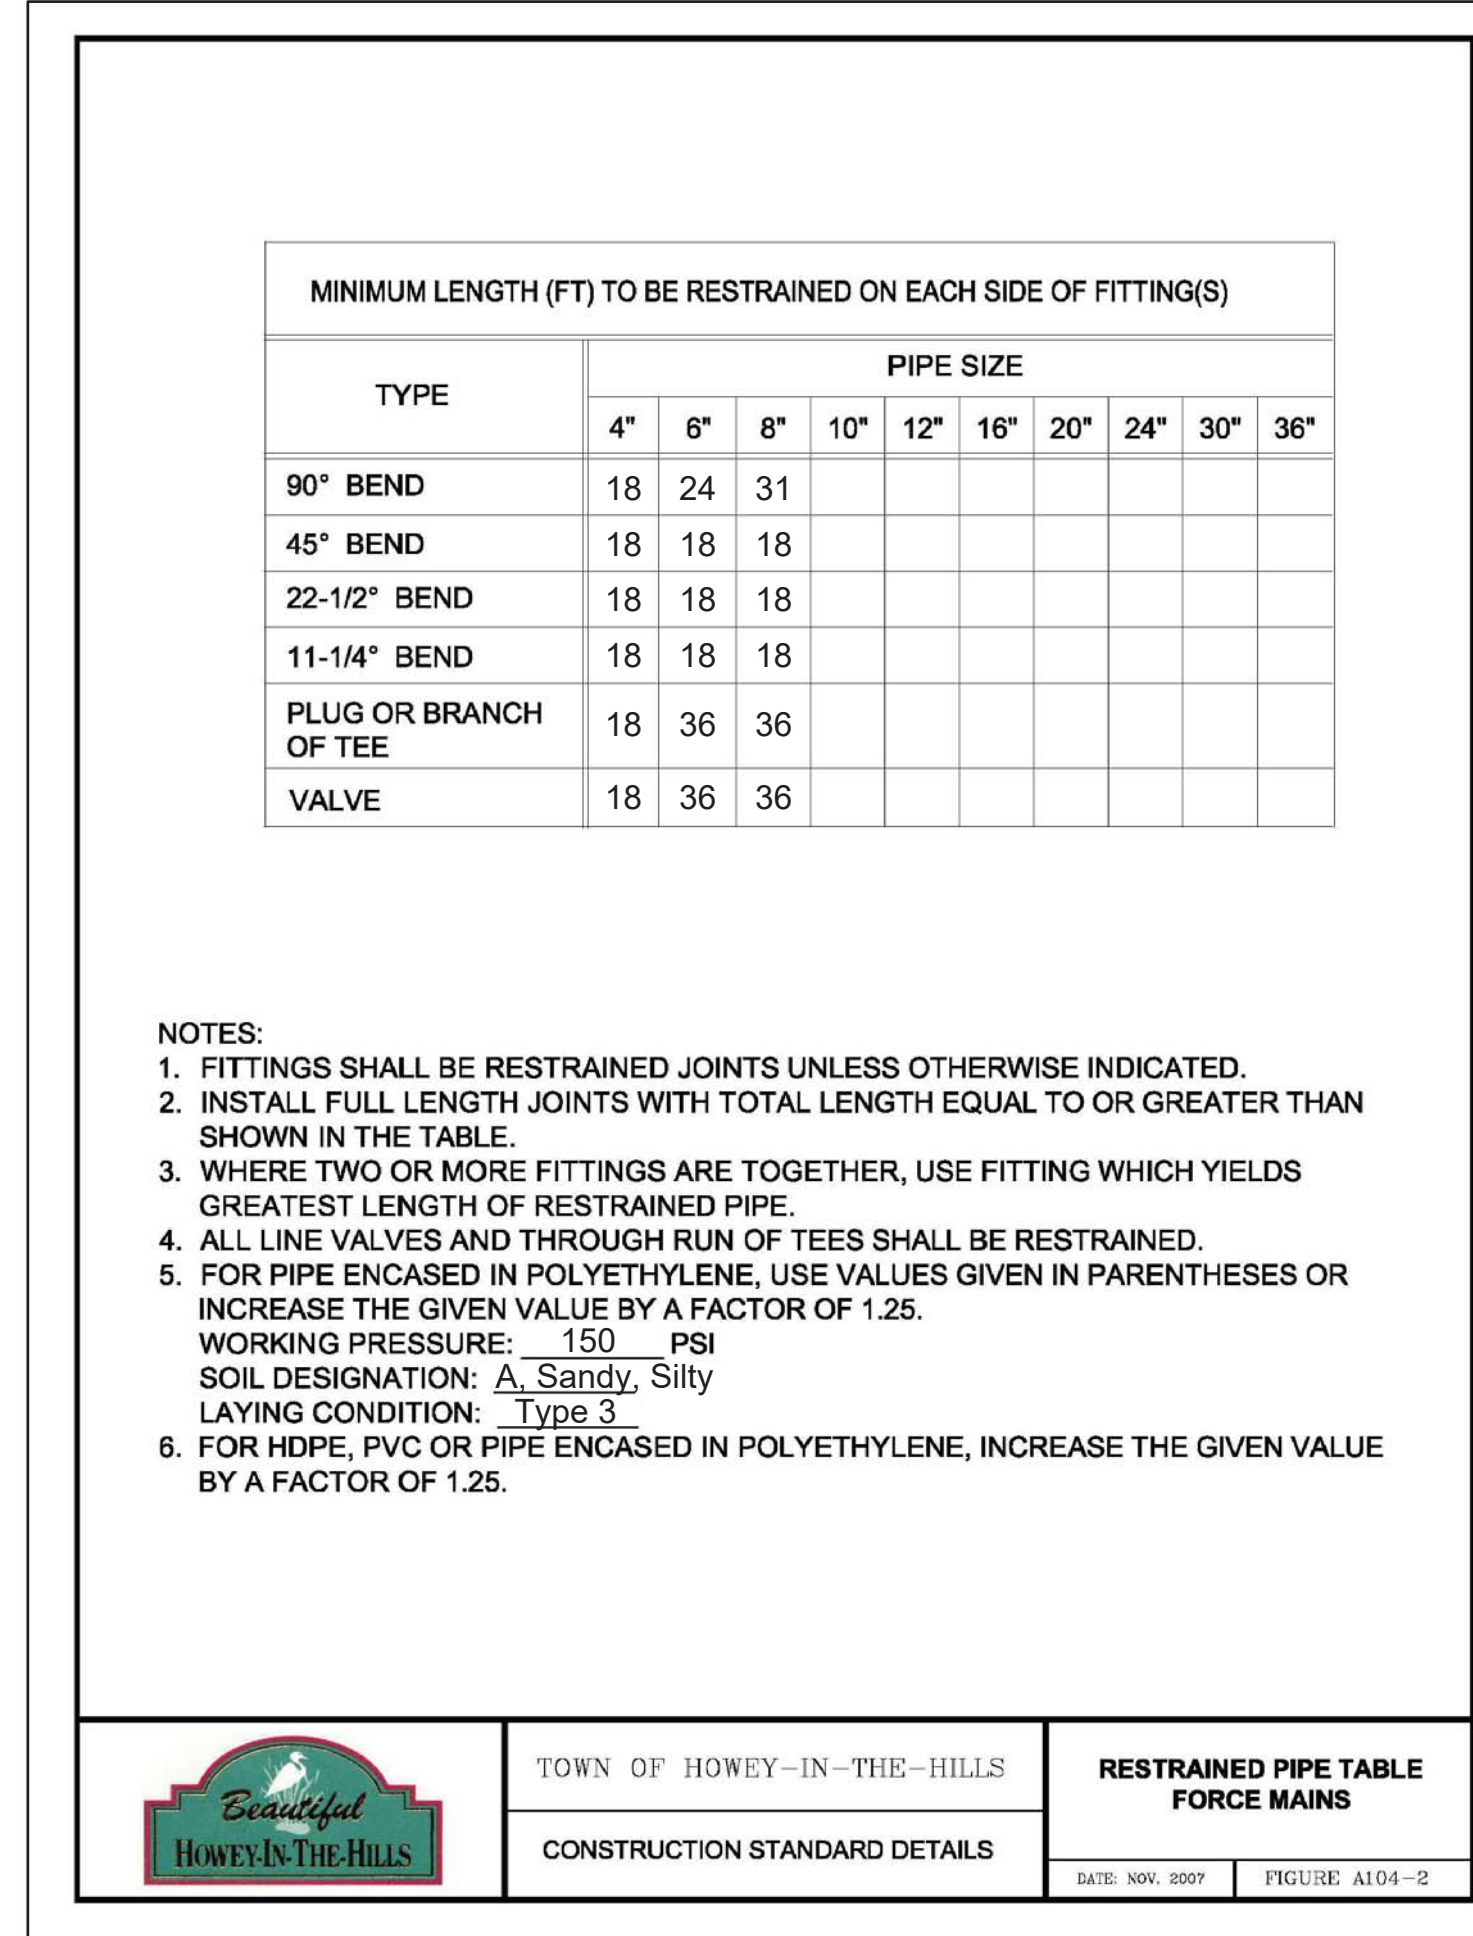 MINIMUM LENGTH (FT) TO BE RESTRAINED ON EACH SIDE OF FITTING(S)
TYPE
PIPE SIZE
4" 6" 8" 10" 12" 16" 20" 24" 30" 36"
90° BEND 18 24 31
45° BEND 18 18 18
22-1/2° BEND 18 18 18
11-1/4° BEND 18 18 18
PLUG OR BRANCH
OF TEE 18 36 36
VALVE 18 36 36
NOTES:
1. FITTINGS SHALL BE RESTRAINED JOINTS UNLESS OTHERWISE INDICATED.
2. INSTALL FULL LENGTH JOINTS WITH TOTAL LENGTH EQUAL TO OR GREATER THAN
SHOWN IN THE TABLE.
3. WHERE TWO OR MORE FITTINGS ARE TOGETHER, USE FITTING WHICH YIELDS
GREATEST LENGTH OF RESTRAINED PIPE.
4. ALL LINE VALVES AND THROUGH RUN OF TEES SHALL BE RESTRAINED.
5. FOR PIPE ENCASED IN POLYETHYLENE, USE VALUES GIVEN IN PARENTHESES OR
INCREASE THE GIVEN VALUE BY A FACTOR OF 1.25.
WORKING PRESSURE: 150 PSI
SOIL DESIGNATION: A, Sandy, Silty
LAYING CONDITION: Type 3
6. FOR HDPE, PVC OR PIPE ENCASED IN POLYETHYLENE, INCREASE THE GIVEN VALUE
BY A FACTOR OF 1.25.
Beautiful
HOWEY-IN-THE-HILLS
TOWN OF HOWEY-IN-THE-HILLS
CONSTRUCTION STANDARD DETAILS
RESTRAINED PIPE TABLE
FORCE MAINS
DATE: NOV. 2007
FIGURE A104-2